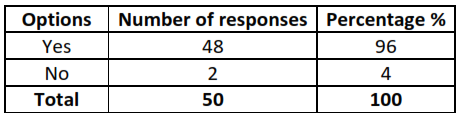 Options Number of responses Percentage %
Yes 48 96
No 2 4
Total 50 100